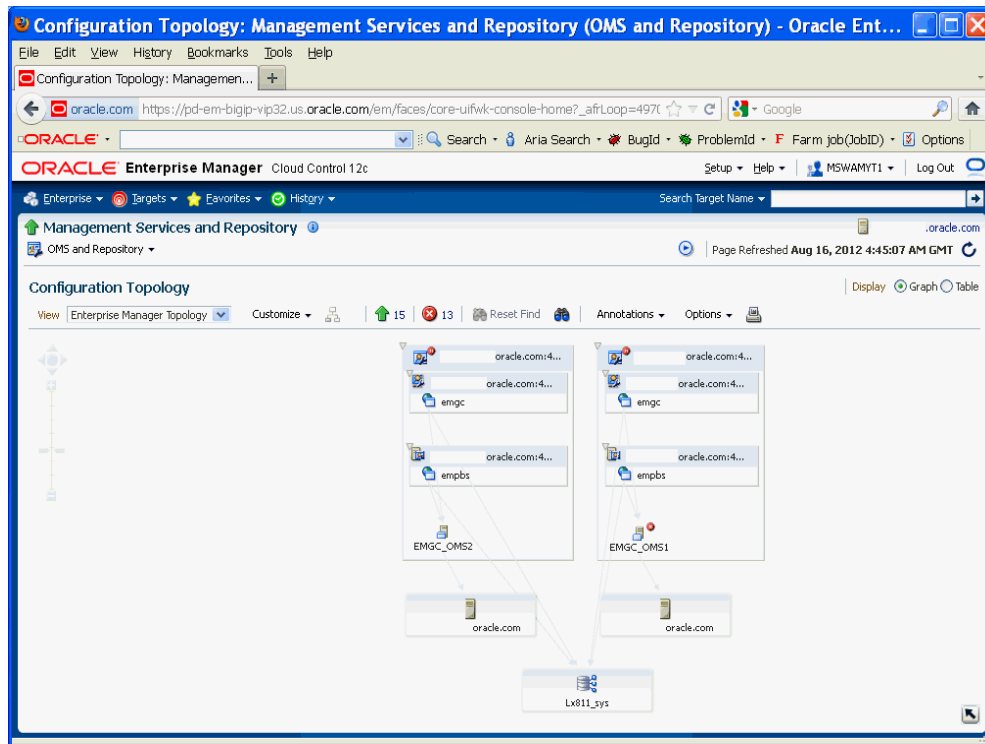 Configuration Topology: Management Services and Repository (OMS and Repository) - Oracle Ent...
File Edit View History Bookmarks Tools Help
Configuration Topology: Managemen... +
oracle.com https://pd-em-bigip-vip32.us.oracle.com/em/faces/core-uifwk-console-home?_afrLoop=497( Google
ORACLE Search Aria Search BugId ProblemId F Farm job(JobID) Options
ORACLE Enterprise Manager Cloud Control 12c Setup Help MSWAMYT1 Log Out
Enterprise Targets Favorites History Search Target Name
Management Services and Repository .oracle.com
OMS and Repository Page Refreshed Aug 16, 2012 4:45:07 AM GMT
Configuration Topology Display Graph Table
View Enterprise Manager Topology Customize 15 13 Reset Find Annotations Options
oracle.com:4... oracle.com:4...
oracle.com:4... oracle.com:4...
emgc emgc
oracle.com:4... oracle.com:4...
empbs empbs
EMGC_OMS2 EMGC_OMS1
oracle.com oracle.com
Lx811_sys